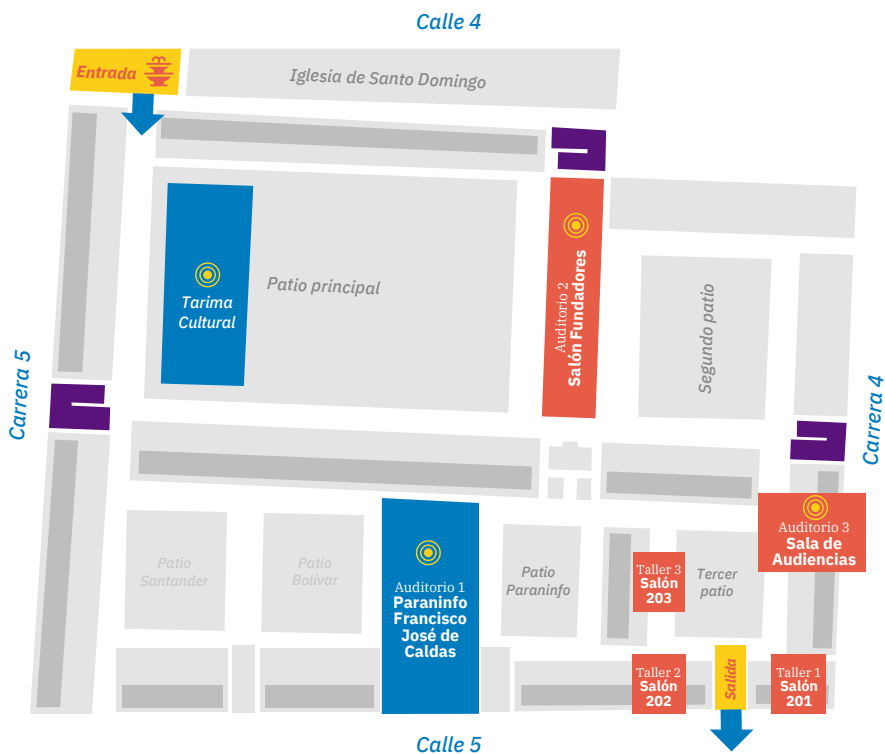 Calle 4
Entrada
Iglesia de Santo Domingo
Tarima
Cultural
Patio principal
Auditorio 2
Salón Fundadores
Segundo patio
Carrera 5
Carrera 4
Patio
Santander
Patio
Bolívar
Auditorio 1
Paraninfo
Francisco
José de
Caldas
Patio
Paraninfo
Taller 3
Salón
203
Tercer
patio
Auditorio 3
Sala de
Audiencias
Taller 2
Salón
202
Salida
Taller 1
Salón
201
Calle 5